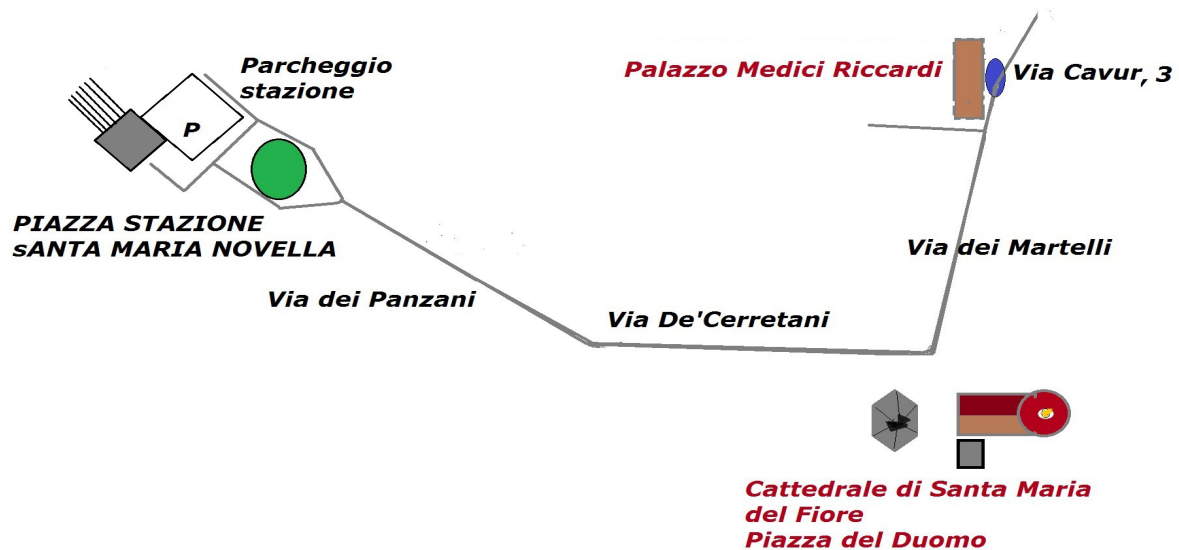 Parcheggio
stazione
Palazzo Medici Riccardi
Via Cavur, 3
P
PIAZZA STAZIONE
sANTA MARIA NOVELLA
Via dei Martelli
Via dei Panzani
Via De'Cerretani
Cattedrale di Santa Maria
del Fiore
Piazza del Duomo